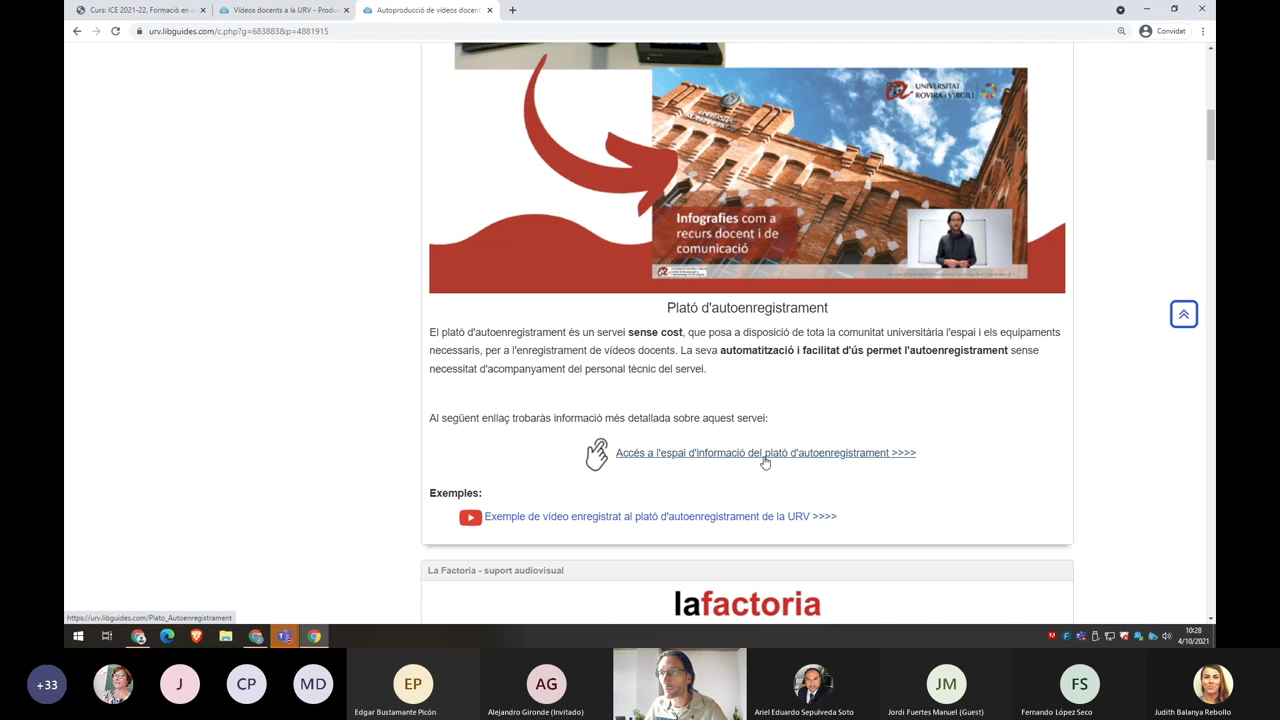 Curs: ICE 2021-22. Formació en
Vídeos docents a la URV - Produ
Autoproducció de vídeos docent
urv.libguides.com/c.php?g=683883&p=4881915
Convidat
UNIVERSITAT
ROVIRA i VIRGILI
Infografies com a
recurs docent i de
comunicació
Plató d'autoenregistrament
El plató d'autoenregistrament és un servei sense cost, que posa a disposició de tota la comunitat universitària l'espai i els equipaments
necessaris, per a l'enregistrament de vídeos docents. La seva automatització i facilitat d'ús permet l'autoenregistrament sense
necessitat d'acompanyament del personal tècnic del servei.
Al següent enllaç trobaràs informació més detallada sobre aquest servei:
Accés a l'espai d'informació del plató d'autoenregistrament >>>>
Exemples:
Exemple de vídeo enregistrat al plató d'autoenregistrament de la URV >>>>
La Factoria - suport audiovisual
lafactoria
https://urv.libguides.com/Plato_Autoenregistrament
10:28
4/10/2021
+33
J
CP
MD
EP
AG
JM
FS
Edgar Bustamante Picón
Alejandro Gironde (Invitado)
Ariel Eduardo Sepulveda Soto
Jordi Fuertes Manuel (Guest)
Fernando López Seco
Judith Balanya Rebollo